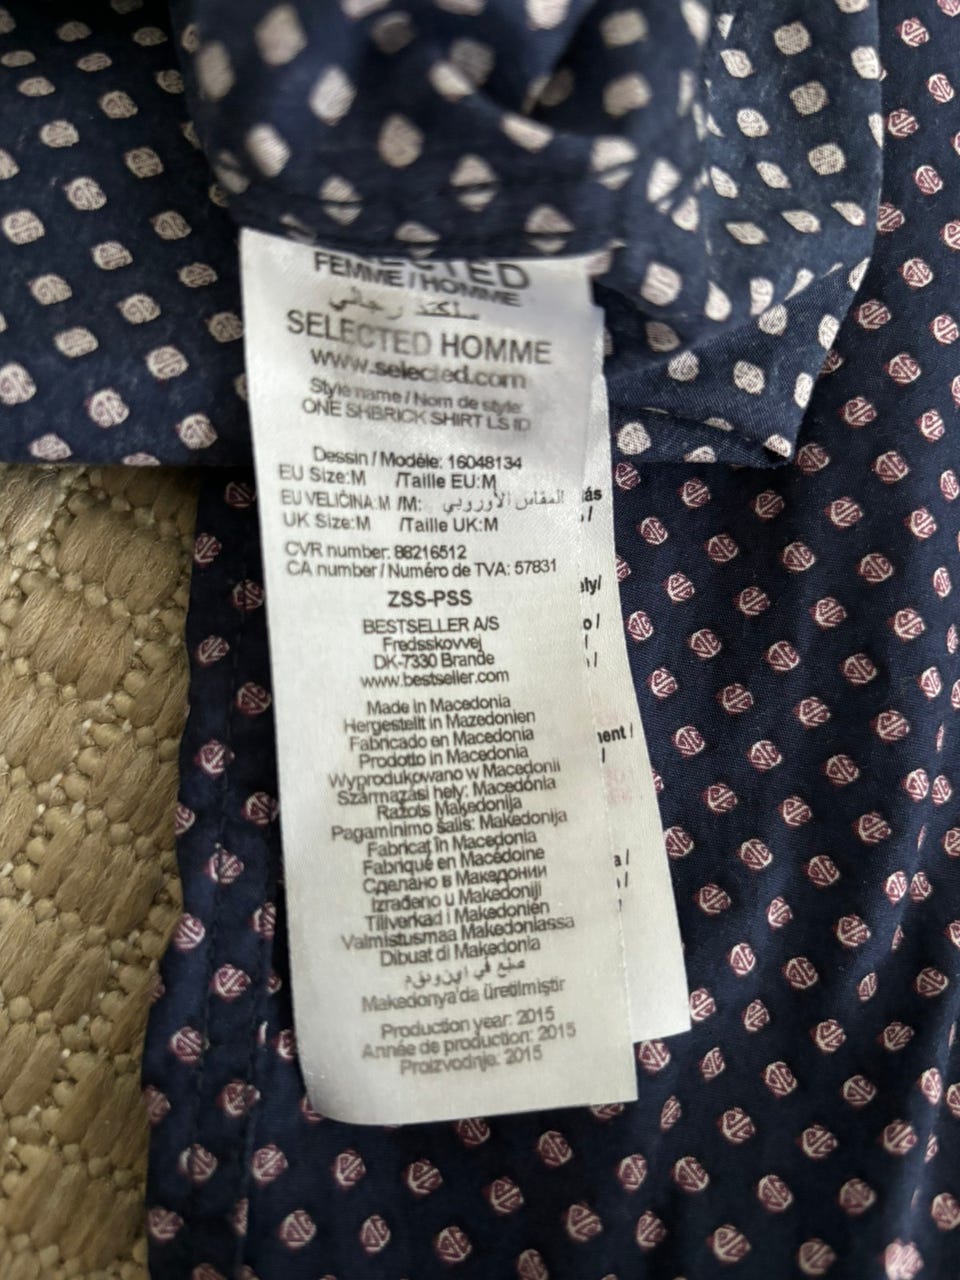 FEMME / HOMME
SELECTED HOMME
www.selected.com
Style name / Nom de style:
ONE SHBRICK SHIRT LS ID
Dessin / Modèle: 16048134
EU Size:M /Taille EU:M
EU VELIČINA:M /M: المقاس الأوروبي
UK Size:M /Taille UK:M
CVR number: 88216512
CA number / Numéro de TVA: 57831
ZSS-PSS
BESTSELLER A/S
Fredsskovvej
DK-7330 Brande
www.bestseller.com
Made in Macedonia
Hergestellt in Mazedonien
Fabricado en Macedonia
Prodotto in Macedonia
Wyprodukowano w Macedonii
Származási hely: Macedónia
Ražots Maķedonija
Pagaminimo šalis: Makedonija
Fabricat în Macedonia
Fabriqué en Macédoine
Сделано в Македонии
Izrađeno u Makedoniji
Tillverkad i Makedonien
Valmistusmaa Makedoniassa
Dibuat di Makedonia
صنع في
Makedonya'da üretilmiştir
Production year: 2015
Année de production: 2015
Proizvodnje: 2015